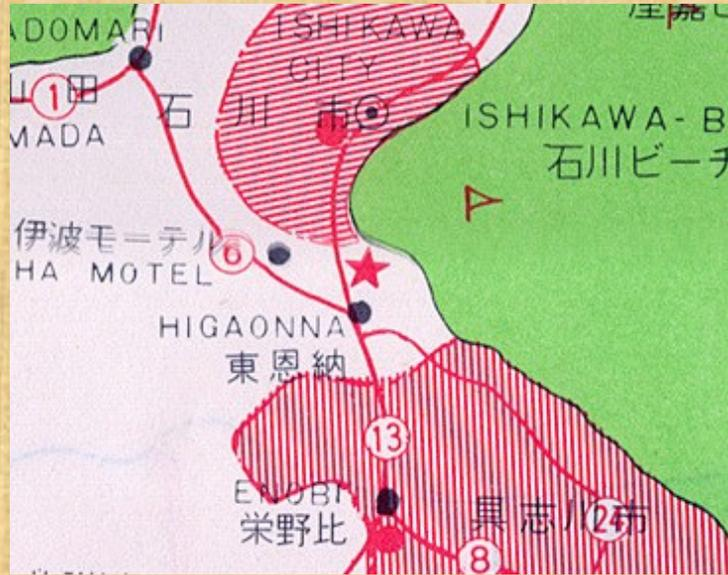 ADOMARI
ISHIKAWA
CITY
1
山田
MADA
石川市
ISHIKAWA-B
石川ビーチ
伊波モーテル
HA MOTEL
6
HIGAONNA
東恩納
13
ENOBI
栄野比
具志川市
24
8